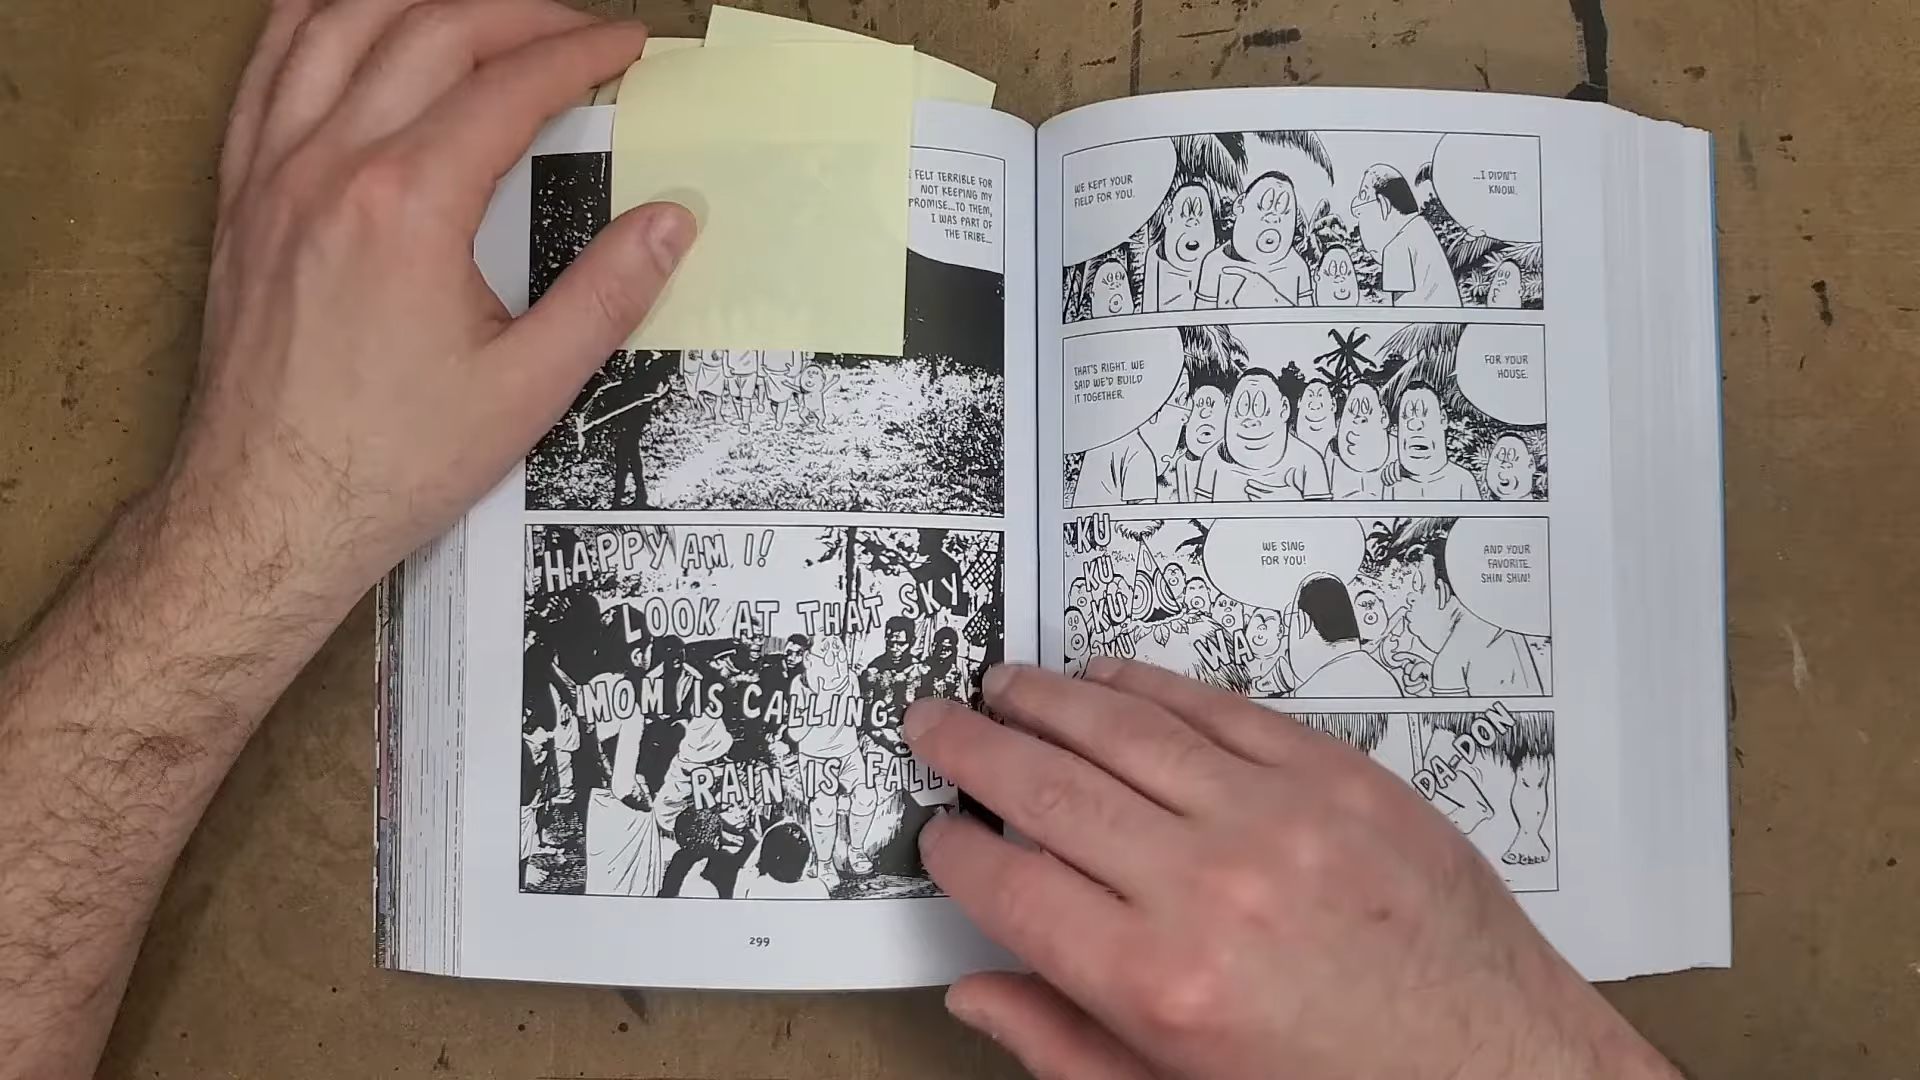 FELT TERRIBLE FOR
NOT KEEPING MY
PROMISE...TO THEM,
I WAS PART OF
THE TRIBE...
HAPPY AM I!
LOOK AT THAT SKY
MOM IS CALLING
RAIN IS
299
WE KEPT YOUR
FIELD FOR YOU.
...I DIDN'T
KNOW.
THAT'S RIGHT. WE
SAID WE'D BUILD
IT TOGETHER.
FOR YOUR
HOUSE.
KU
KU
KU
KU
WA
WE SING
FOR YOU!
AND YOUR
FAVORITE.
SHIN SHIN!
DA-DON